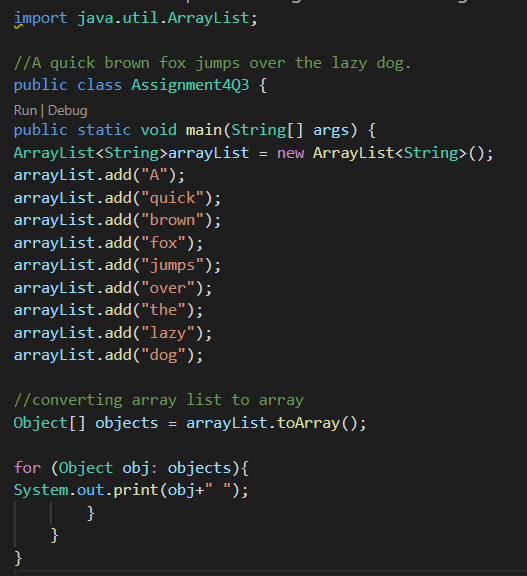 import java.util.ArrayList;
//A quick brown fox jumps over the lazy dog.
public class Assignment4Q3 {
Run | Debug
public static void main(String[] args) {
ArrayList<String>arrayList = new ArrayList<String>();
arrayList.add("A");
arrayList.add("quick");
arrayList.add("brown");
arrayList.add("fox");
arrayList.add("jumps");
arrayList.add("over");
arrayList.add("the");
arrayList.add("lazy");
arrayList.add("dog");
//converting array list to array
Object[] objects = arrayList.toArray();
for (Object obj: objects){
System.out.print(obj+" ");
}
}
}